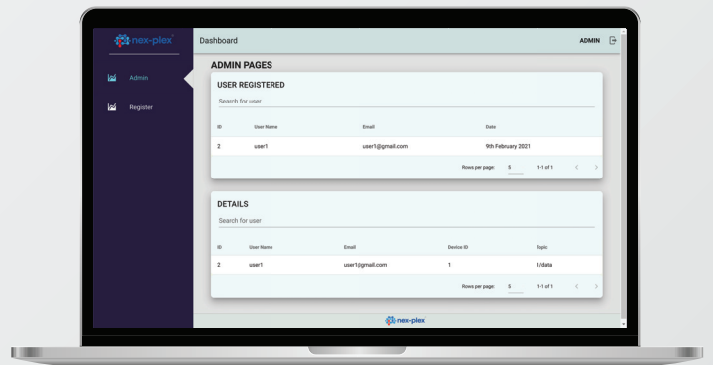 nex-plex
Dashboard
ADMIN
Admin
Register
ADMIN PAGES
USER REGISTERED
Search for user
ID User Name Email Date
2 user1 user1@gmail.com 9th February 2021
Rows per page: 5 1-1 of 1
DETAILS
Search for user
ID User Name Email Device ID Topic
2 user1 user1@gmail.com 1 1/data
Rows per page: 5 1-1 of 1
nex-plex